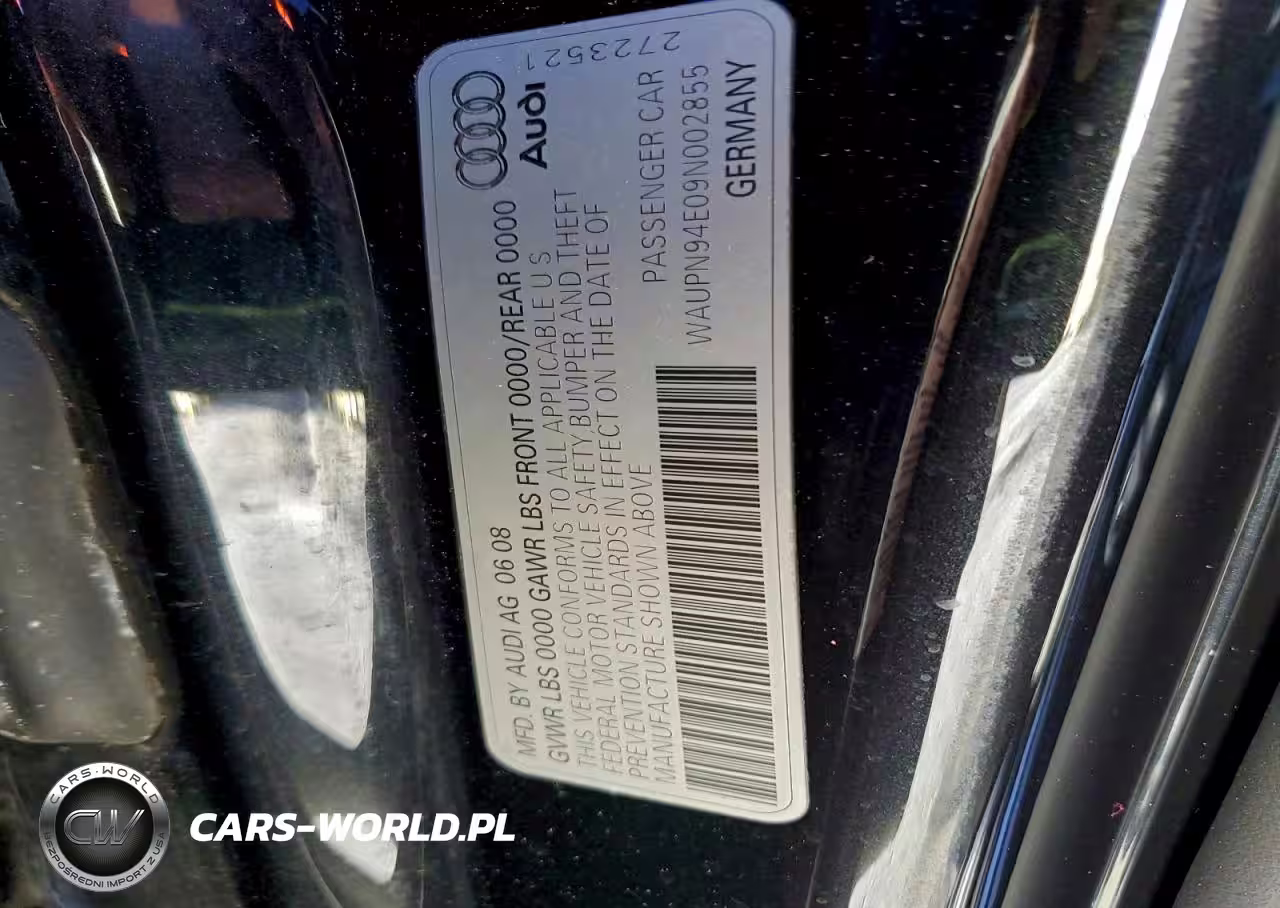 2723521
Audi
MFD. BY AUDI AG 06 08
GVWR LBS 0000 GAWR LBS FRONT 0000/REAR 0000
THIS VEHICLE CONFORMS TO ALL APPLICABLE U S
FEDERAL MOTOR VEHICLE SAFETY BUMPER AND THEFT
PREVENTION STANDARDS IN EFFECT ON THE DATE OF
MANUFACTURE SHOWN ABOVE
PASSENGER CAR
WAUPN94E09N002855
GERMANY
CARS-WORLD
CW
BEZPOŚREDNI IMPORT Z USA
CARS-WORLD.PL